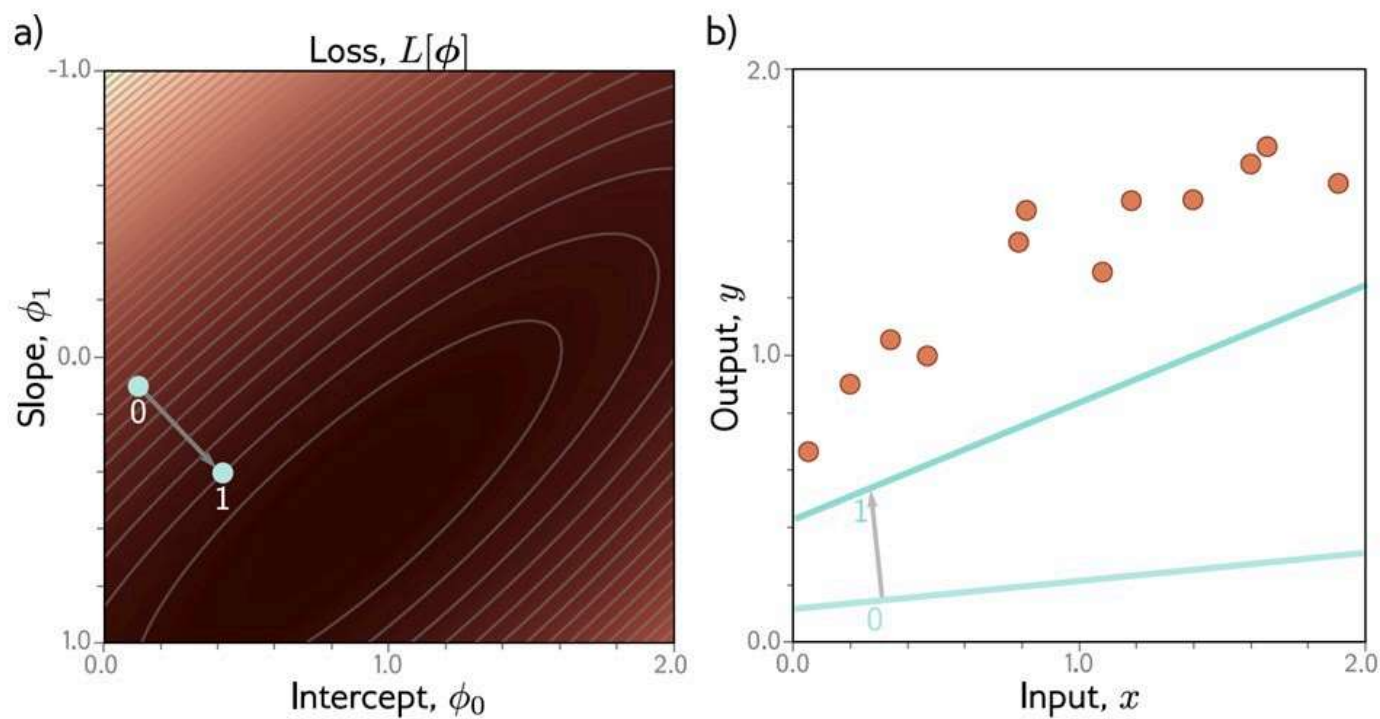 a)
Loss, L[ϕ]
-1.0
0.0
1.0
Slope, ϕ₁
0
1
0.0
1.0
2.0
Intercept, ϕ₀
b)
2.0
1.0
0.0
Output, y
1
0
0.0
1.0
2.0
Input, x